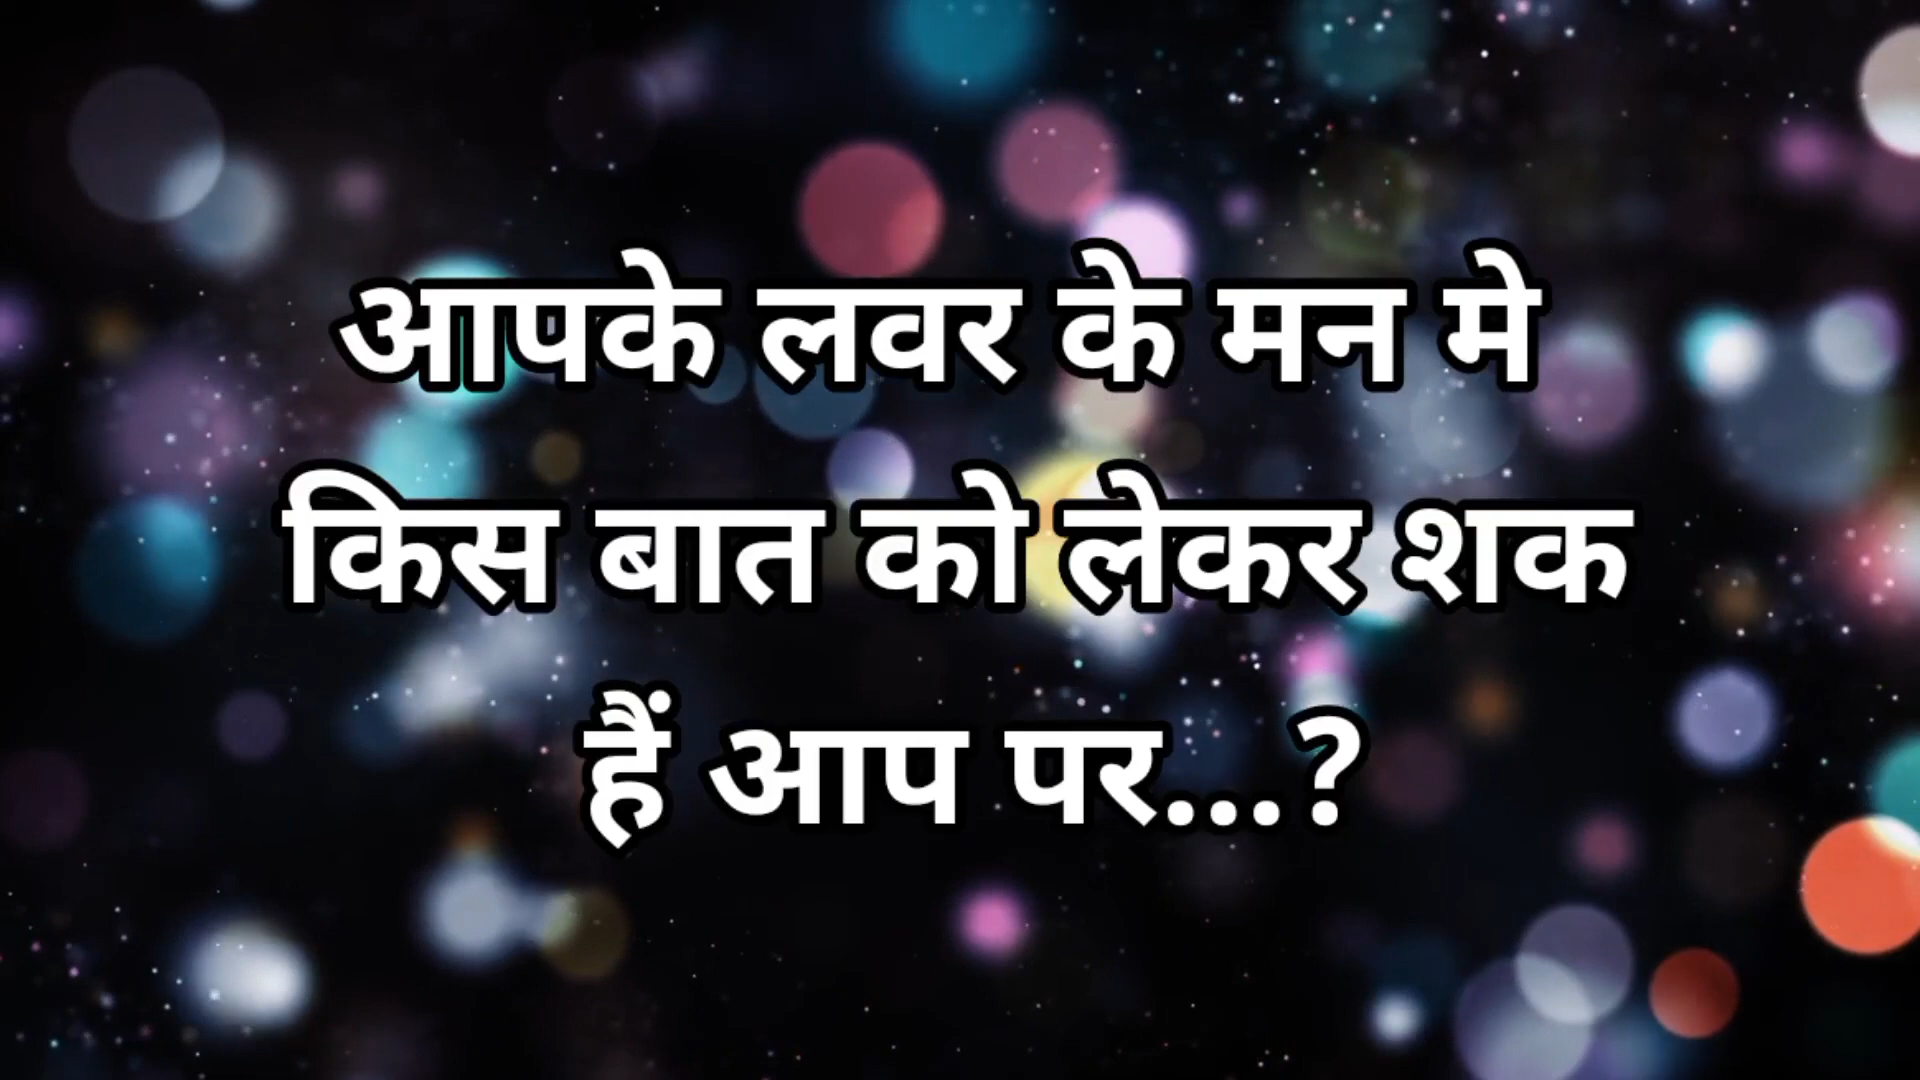 आपके लवर के मन मे
किस बात को लेकर शक
हैं आप पर...?